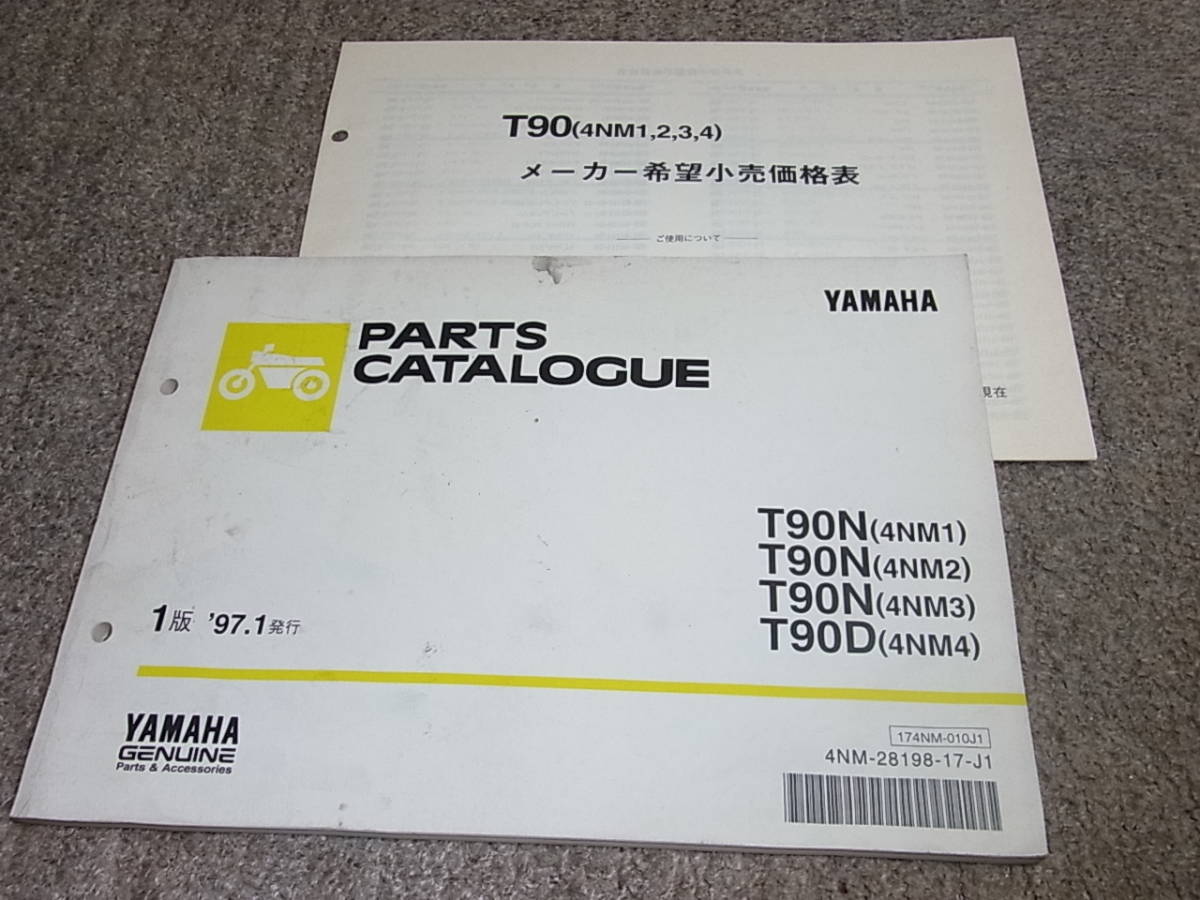 T90(4NM1,2,3,4)
メーカー希望小売価格表
ご使用について
現在
YAMAHA
PARTS
CATALOGUE
T90N(4NM1)
T90N(4NM2)
T90N(4NM3)
T90D(4NM4)
1版 '97.1発行
YAMAHA
GENUINE
Parts & Accessories
174NM-010J1
4NM-28198-17-J1